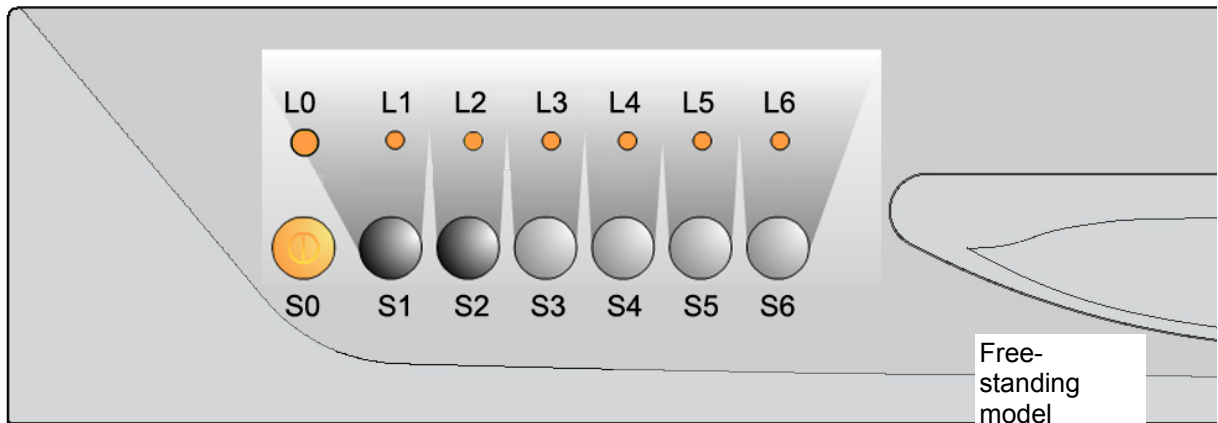 L0 L1 L2 L3 L4 L5 L6
S0 S1 S2 S3 S4 S5 S6
Free-
standing
model